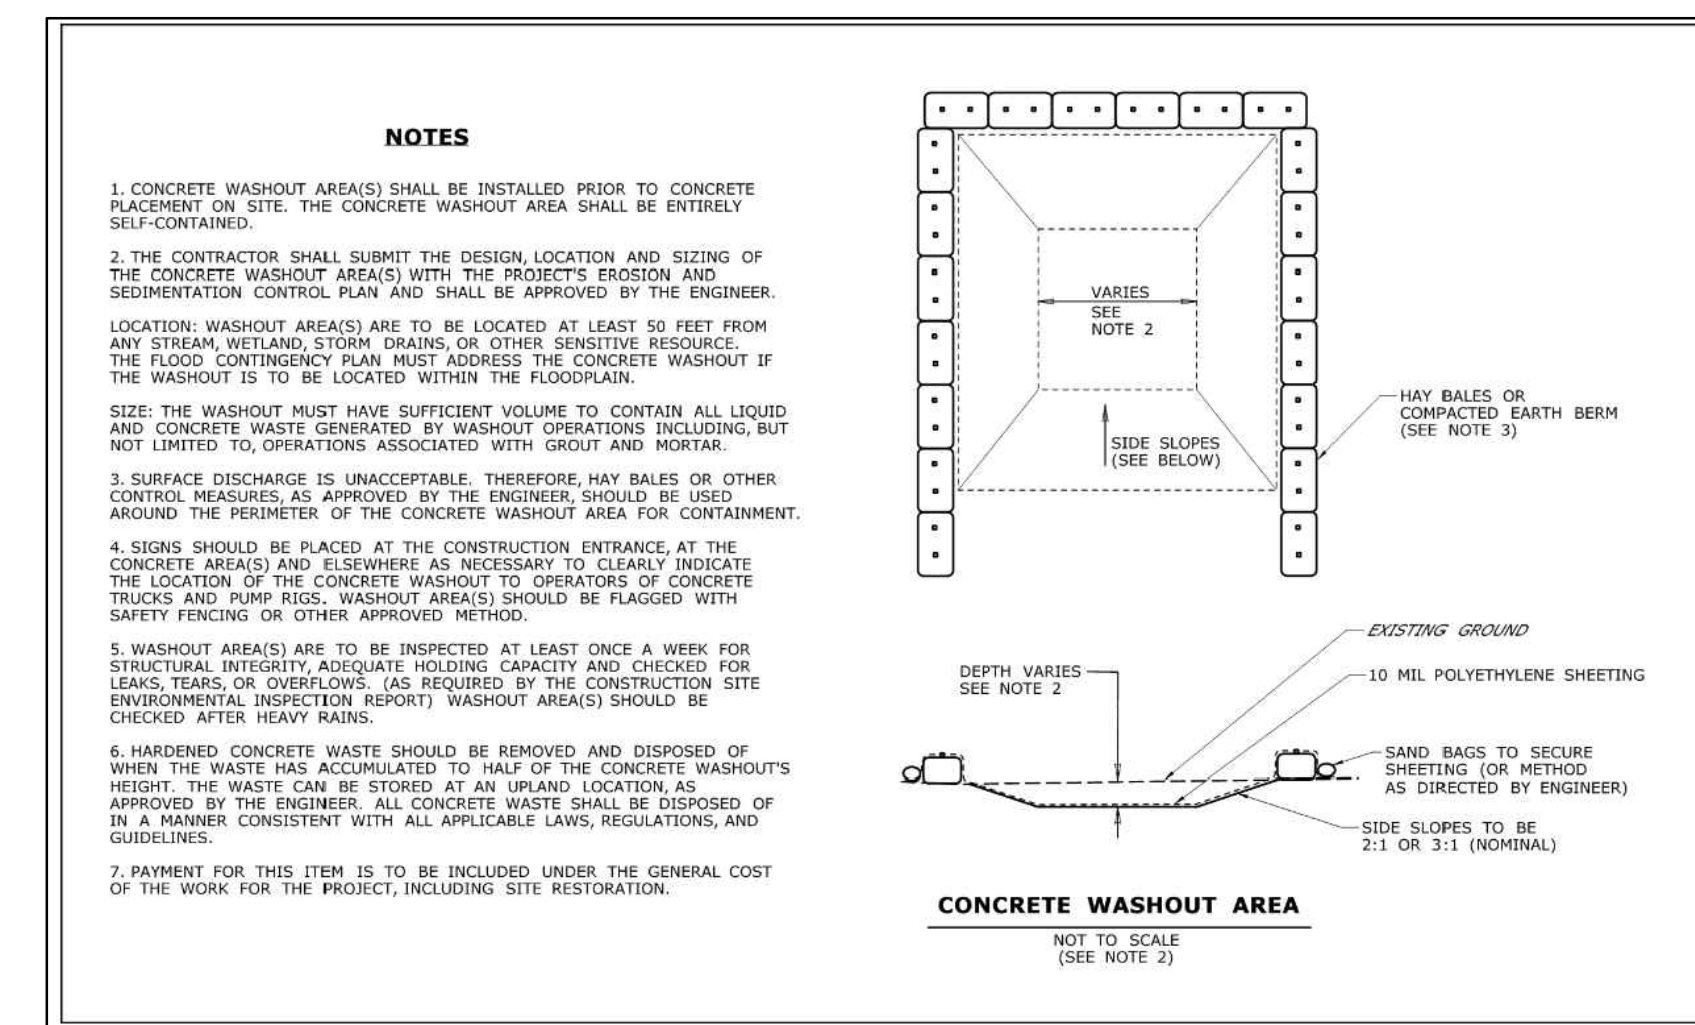 NOTES
1. CONCRETE WASHOUT AREA(S) SHALL BE INSTALLED PRIOR TO CONCRETE
PLACEMENT ON SITE. THE CONCRETE WASHOUT AREA SHALL BE ENTIRELY
SELF-CONTAINED.
2. THE CONTRACTOR SHALL SUBMIT THE DESIGN, LOCATION AND SIZING OF
THE CONCRETE WASHOUT AREA(S) WITH THE PROJECT'S EROSION AND
SEDIMENTATION CONTROL PLAN AND SHALL BE APPROVED BY THE ENGINEER.
LOCATION: WASHOUT AREA(S) ARE TO BE LOCATED AT LEAST 50 FEET FROM
ANY STREAM, WETLAND, STORM DRAINS, OR OTHER SENSITIVE RESOURCE.
THE FLOOD CONTINGENCY PLAN MUST ADDRESS THE CONCRETE WASHOUT IF
THE WASHOUT IS TO BE LOCATED WITHIN THE FLOODPLAIN.
SIZE: THE WASHOUT MUST HAVE SUFFICIENT VOLUME TO CONTAIN ALL LIQUID
AND CONCRETE WASTE GENERATED BY WASHOUT OPERATIONS INCLUDING, BUT
NOT LIMITED TO, OPERATIONS ASSOCIATED WITH GROUT AND MORTAR.
3. SURFACE DISCHARGE IS UNACCEPTABLE. THEREFORE, HAY BALES OR OTHER
CONTROL MEASURES, AS APPROVED BY THE ENGINEER, SHOULD BE USED
AROUND THE PERIMETER OF THE CONCRETE WASHOUT AREA FOR CONTAINMENT.
4. SIGNS SHOULD BE PLACED AT THE CONSTRUCTION ENTRANCE, AT THE
CONCRETE AREA(S) AND ELSEWHERE AS NECESSARY TO CLEARLY INDICATE
THE LOCATION OF THE CONCRETE WASHOUT TO OPERATORS OF CONCRETE
TRUCKS AND PUMP RIGS. WASHOUT AREA(S) SHOULD BE FLAGGED WITH
SAFETY FENCING OR OTHER APPROVED METHOD.
5. WASHOUT AREA(S) ARE TO BE INSPECTED AT LEAST ONCE A WEEK FOR
STRUCTURAL INTEGRITY, ADEQUATE HOLDING CAPACITY AND CHECKED FOR
LEAKS, TEARS, OR OVERFLOWS. (AS REQUIRED BY THE CONSTRUCTION SITE
ENVIRONMENTAL INSPECTION REPORT) WASHOUT AREA(S) SHOULD BE
CHECKED AFTER HEAVY RAINS.
6. HARDENED CONCRETE WASTE SHOULD BE REMOVED AND DISPOSED OF
WHEN THE WASTE HAS ACCUMULATED TO HALF OF THE CONCRETE WASHOUT'S
HEIGHT. THE WASTE CAN BE STORED AT AN UPLAND LOCATION, AS
APPROVED BY THE ENGINEER. ALL CONCRETE WASTE SHALL BE DISPOSED OF
IN A MANNER CONSISTENT WITH ALL APPLICABLE LAWS, REGULATIONS, AND
GUIDELINES.
7. PAYMENT FOR THIS ITEM IS TO BE INCLUDED UNDER THE GENERAL COST
OF THE WORK FOR THE PROJECT, INCLUDING SITE RESTORATION.
VARIES
SEE
NOTE 2
SIDE SLOPES
(SEE BELOW)
HAY BALES OR
COMPACTED EARTH BERM
(SEE NOTE 3)
EXISTING GROUND
DEPTH VARIES
SEE NOTE 2
10 MIL POLYETHYLENE SHEETING
SAND BAGS TO SECURE
SHEETING (OR METHOD
AS DIRECTED BY ENGINEER)
SIDE SLOPES TO BE
2:1 OR 3:1 (NOMINAL)
CONCRETE WASHOUT AREA
NOT TO SCALE
(SEE NOTE 2)